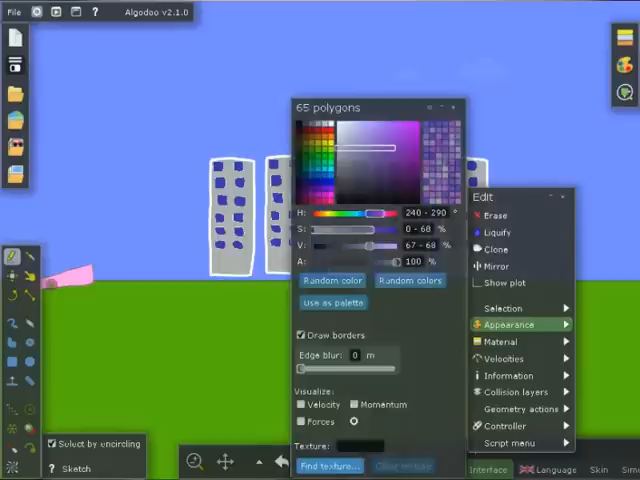 File
?
Algodoo v2.1.0
65 polygons
H:
240 - 290 °
S:
0 - 68 %
V:
67 - 68 %
A:
100 %
Random color
Random colors
Use as palette
Draw borders
Edge blur: 0 m
Visualize:
Velocity
Momentum
Forces
Texture:
Find texture...
Clear texture
Edit
Erase
Liquify
Clone
Mirror
Show plot
Selection
Appearance
Material
Velocities
Information
Collision layers
Geometry actions
Controller
Script menu
Select by encircling
? Sketch
Interface
Language
Skin
Simu